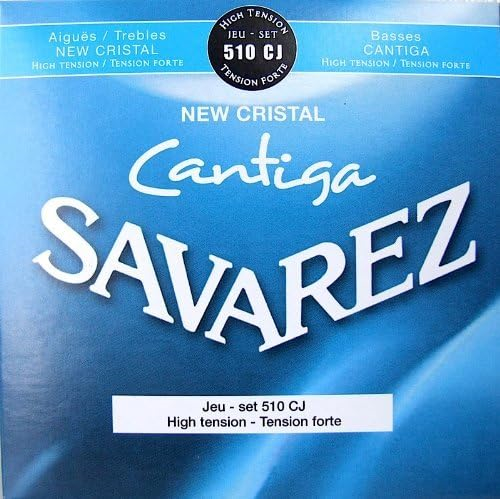 Aiguës / Trebles
NEW CRISTAL
HIGH TENSION / TENSION FORTE
HIGH TENSION
JEU - SET
510 CJ
TENSION FORTE
Basses
CANTIGA
HIGH TENSION / TENSION FORTE
NEW CRISTAL
Cantiga
SAVAREZ
Jeu - set 510 CJ
High tension - Tension forte